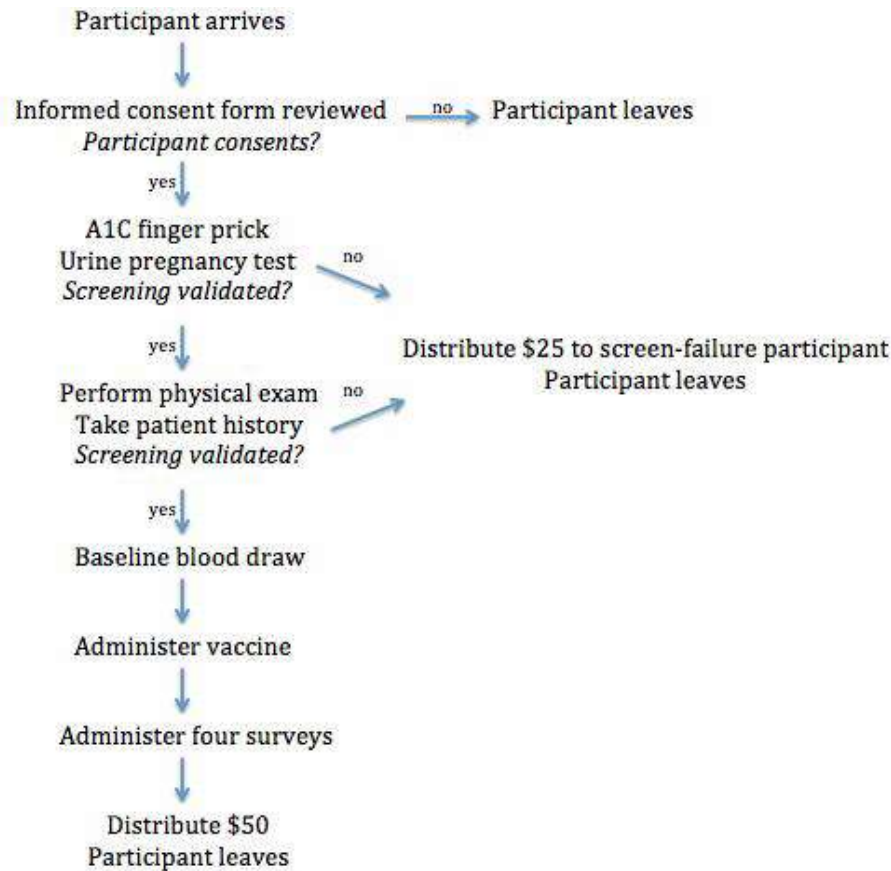 Participant arrives
Informed consent form reviewed
Participant consents?
no
Participant leaves
yes
A1C finger prick
Urine pregnancy test
Screening validated?
no
yes
Distribute $25 to screen-failure participant
Participant leaves
Perform physical exam
Take patient history
Screening validated?
no
yes
Baseline blood draw
Administer vaccine
Administer four surveys
Distribute $50
Participant leaves